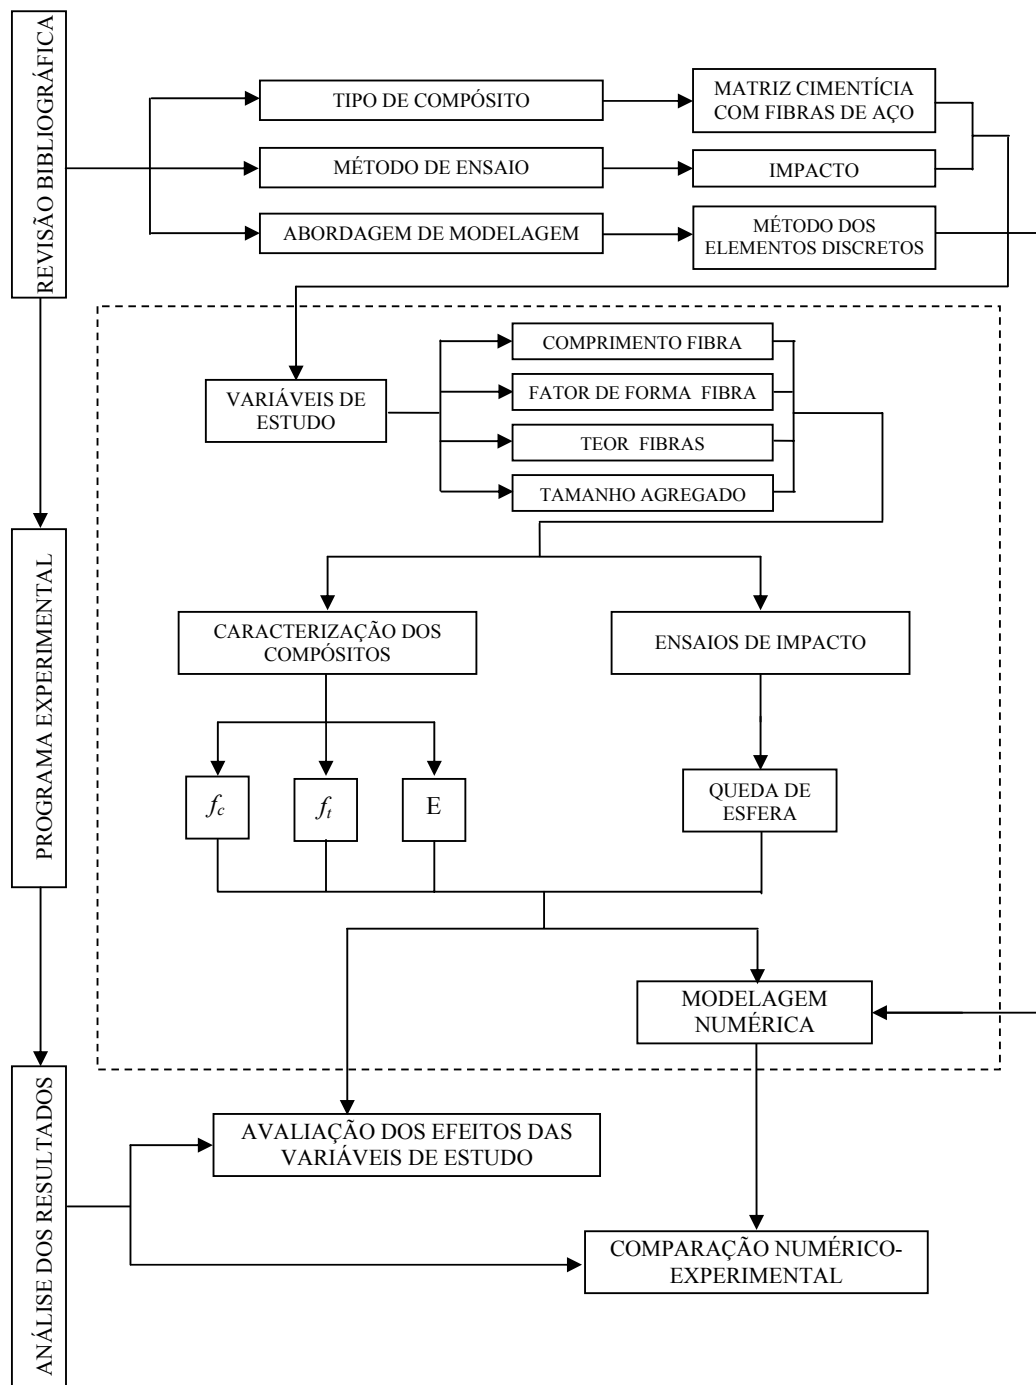 REVISÃO BIBLIOGRÁFICA
TIPO DE COMPÓSITO
MATRIZ CIMENTÍCIA
COM FIBRAS DE AÇO
MÉTODO DE ENSAIO
IMPACTO
ABORDAGEM DE MODELAGEM
MÉTODO DOS
ELEMENTOS DISCRETOS
PROGRAMA EXPERIMENTAL
VARIÁVEIS DE
ESTUDO
COMPRIMENTO FIBRA
FATOR DE FORMA FIBRA
TEOR FIBRAS
TAMANHO AGREGADO
CARACTERIZAÇÃO DOS
COMPÓSITOS
ENSAIOS DE IMPACTO
fc
ft
E
QUEDA DE
ESFERA
MODELAGEM
NUMÉRICA
ANÁLISE DOS RESULTADOS
AVALIAÇÃO DOS EFEITOS DAS
VARIÁVEIS DE ESTUDO
COMPARAÇÃO NUMÉRICO-
EXPERIMENTAL